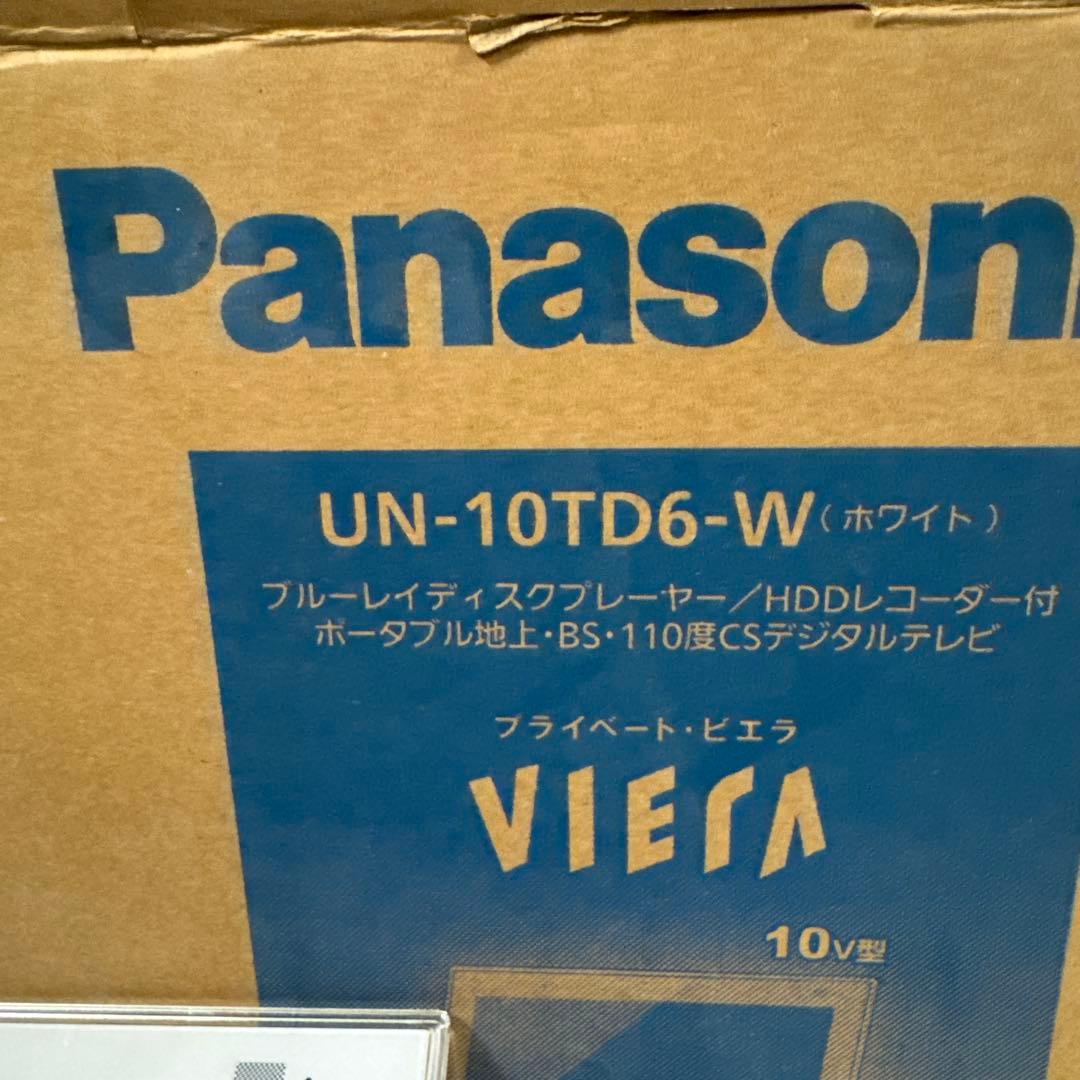 Panason
UN-10TD6-W(ホワイト)
ブルーレイディスクプレーヤー/HDDレコーダー付
ポータブル地上・BS・110度CSデジタルテレビ
プライベート・ビエラ
VIERA
10V型